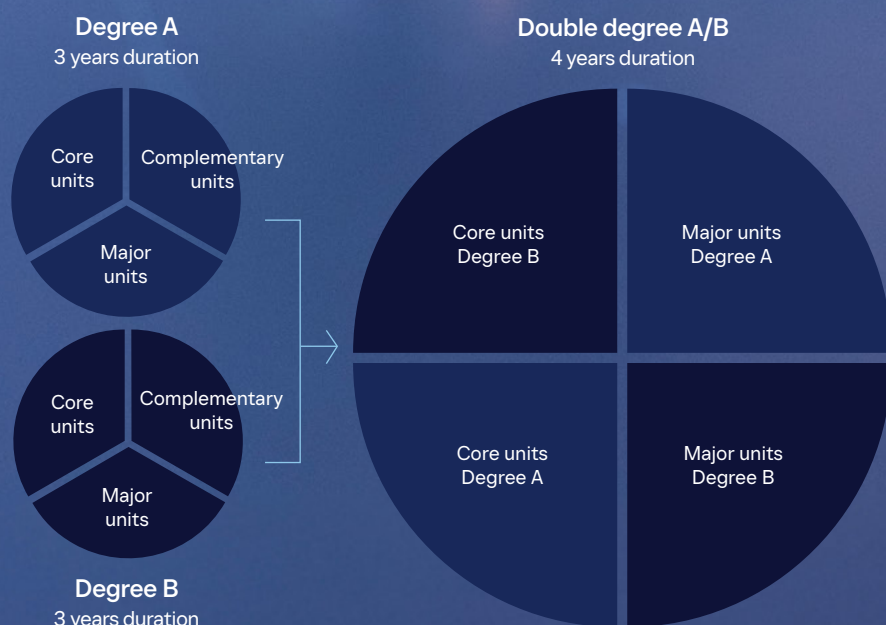 Degree A
3 years duration
Core
units
Complementary
units
Major
units
Core
units
Complementary
units
Major
units
Degree B
3 years duration
Double degree A/B
4 years duration
Core units
Degree B
Major units
Degree A
Core units
Degree A
Major units
Degree B